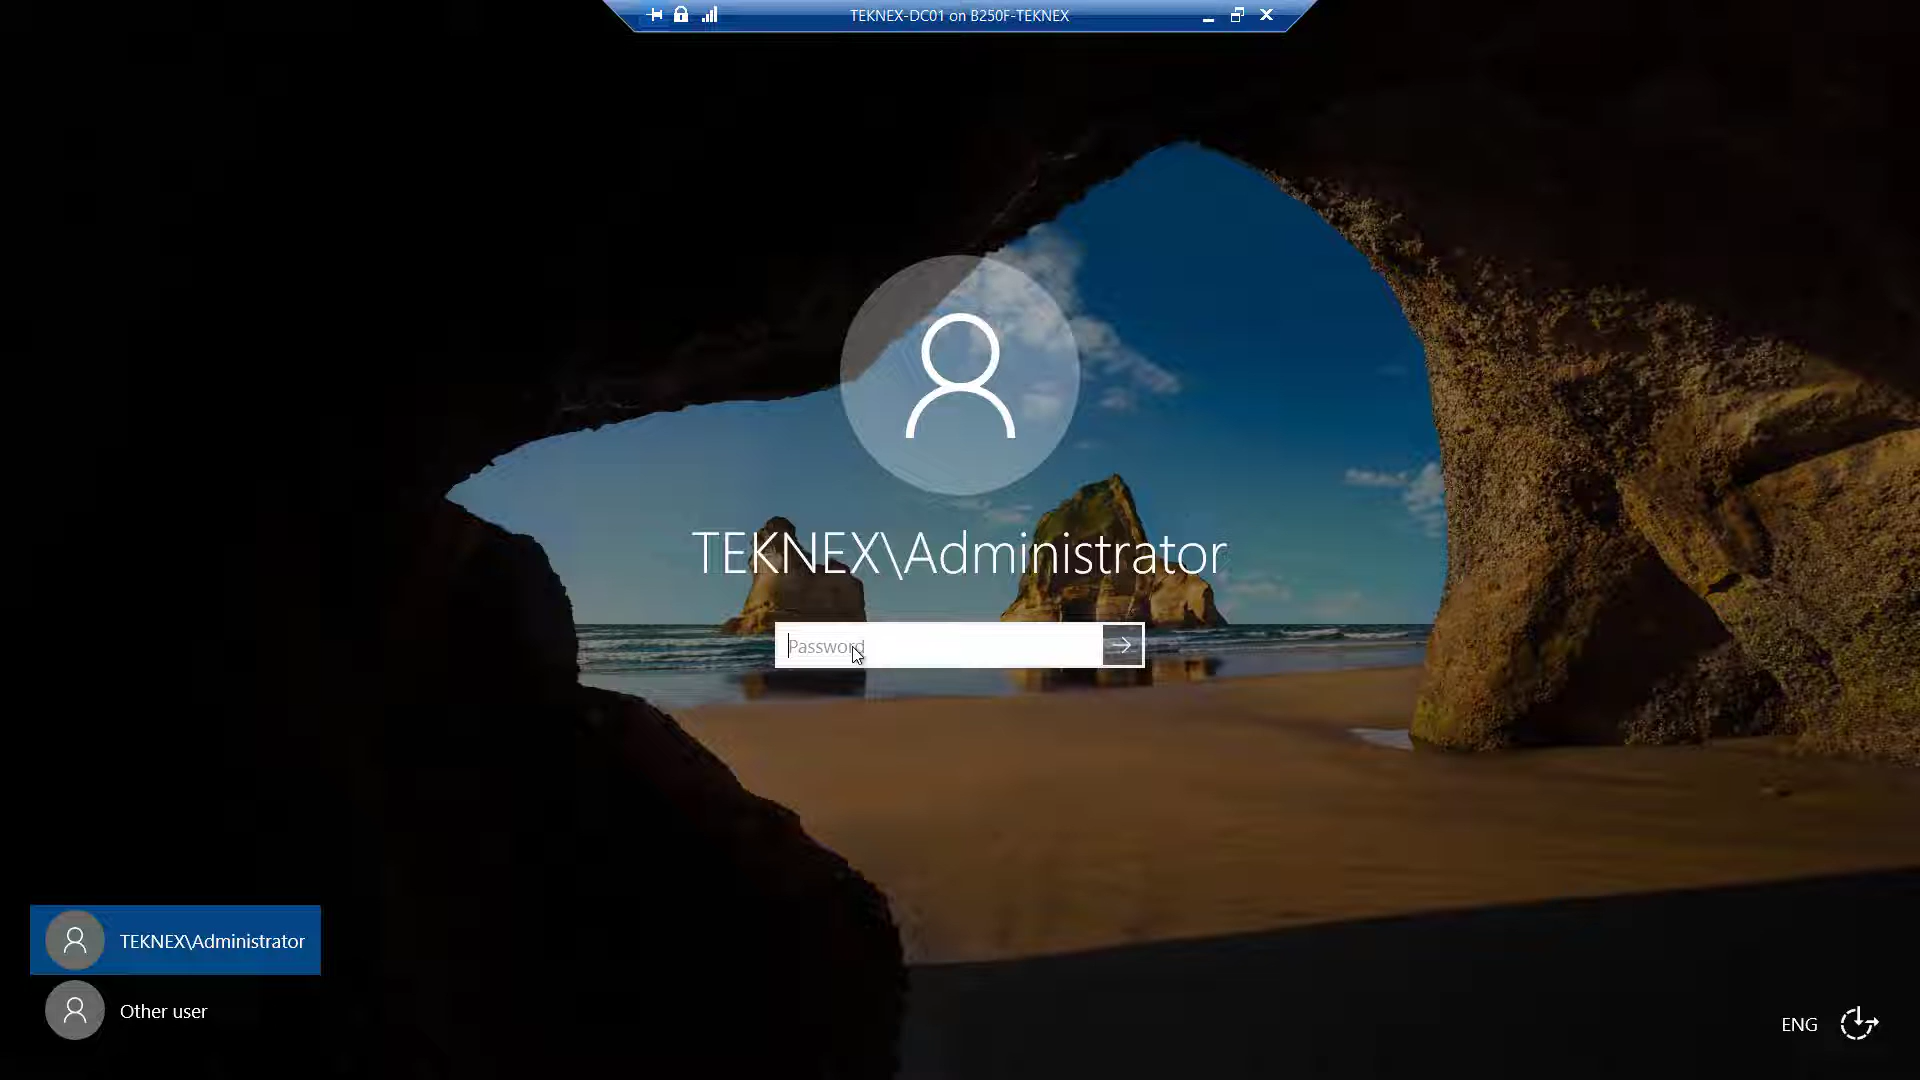 TEKNEX-DC01 on B250F-TEKNEX
TEKNEX\Administrator
Password
TEKNEX\Administrator
Other user
ENG